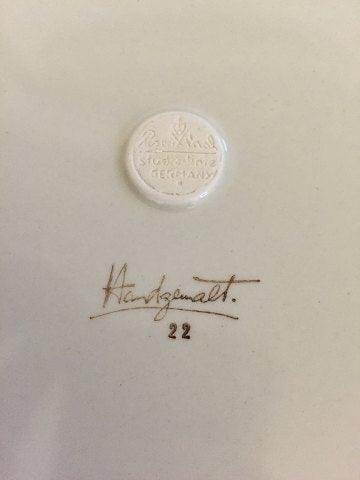 Rosenthal
studio-linie
GERMANY
Handgemalt.
22